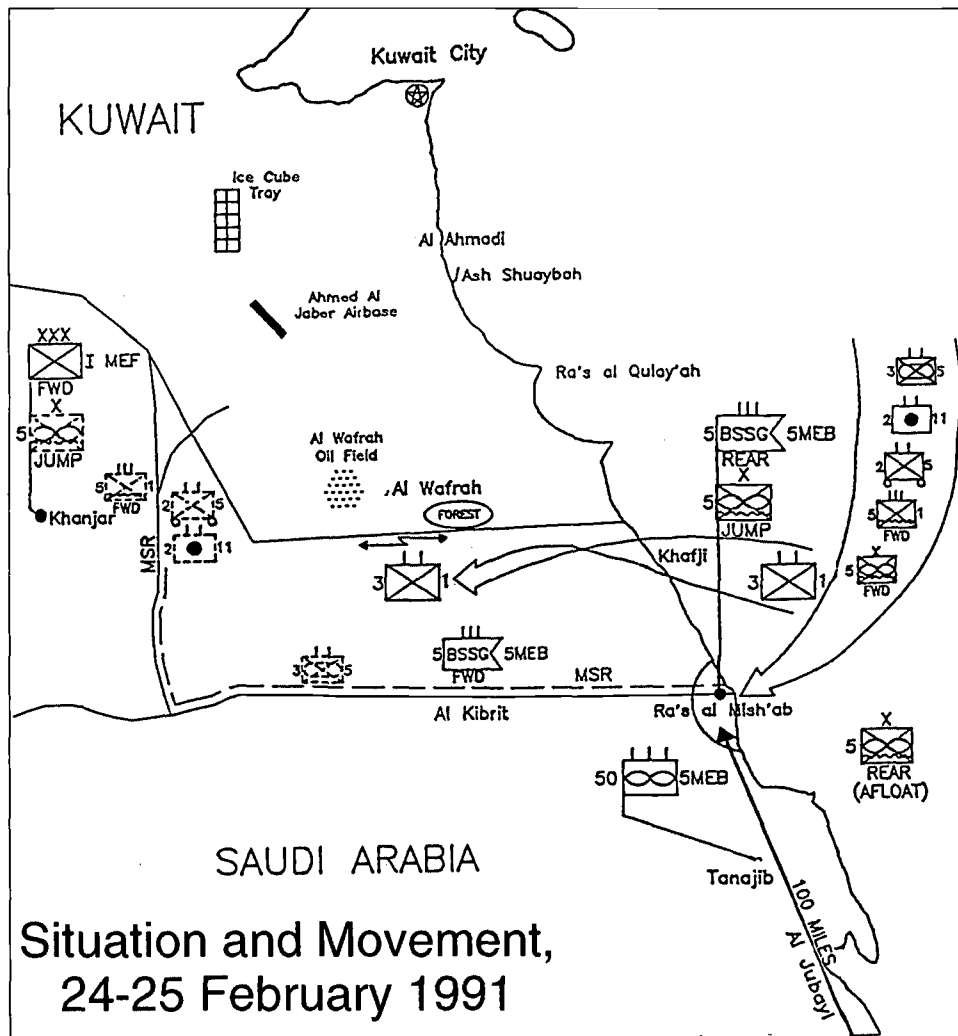 Kuwait City
KUWAIT
Ice Cube
Tray
Al Ahmadi
Ash Shuaybah
Ahmed Al
Jaber Airbase
XXX
I MEF
FWD
X
5
JUMP
Khanjar
5 1
FWD
2 5
2 11
MSR
Ra's al Qulay'ah
Al Wafrah
Oil Field
Al Wafrah
FOREST
3 1
5 BSSG 5MEB
REAR
X
5
JUMP
Khafji
3 1
3 5
2 11
2 5
5 1
FWD
X
5
FWD
3 5
5 BSSG 5MEB
FWD
MSR
Al Kibrit
Ra's al Mish'ab
50 5MEB
X
5
REAR
(AFLOAT)
SAUDI ARABIA
Tanajib
100 MILES
Al Jubayl
Situation and Movement,
24-25 February 1991